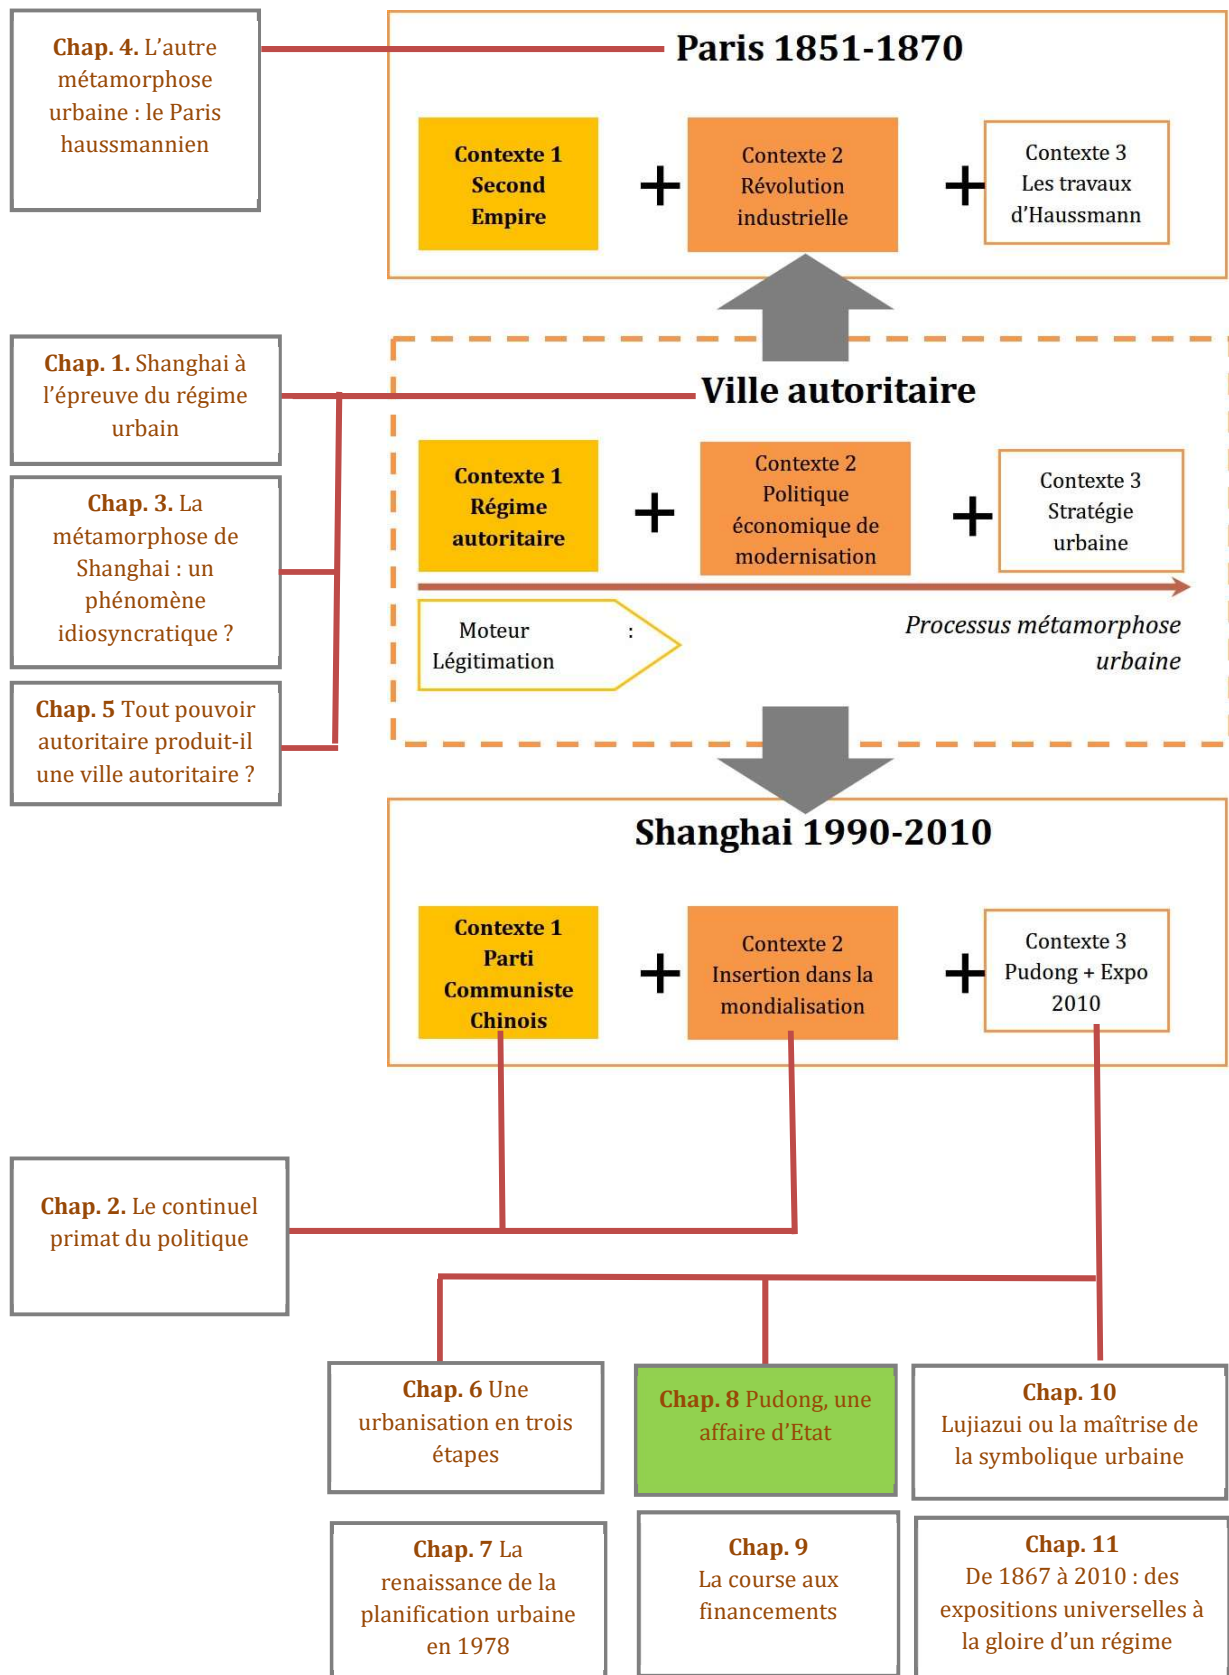 Chap. 4. L’autre
métamorphose
urbaine : le Paris
haussmannien
Paris 1851-1870
Contexte 1
Second
Empire
+
Contexte 2
Révolution
industrielle
+
Contexte 3
Les travaux
d’Haussmann
Chap. 1. Shanghai à
l’épreuve du régime
urbain
Chap. 3. La
métamorphose de
Shanghai : un
phénomène
idiosyncratique ?
Chap. 5 Tout pouvoir
autoritaire produit-il
une ville autoritaire ?
Ville autoritaire
Contexte 1
Régime
autoritaire
+
Contexte 2
Politique
économique de
modernisation
+
Contexte 3
Stratégie
urbaine
Moteur :
Légitimation
Processus métamorphose
urbaine
Shanghai 1990-2010
Contexte 1
Parti
Communiste
Chinois
+
Contexte 2
Insertion dans la
mondialisation
+
Contexte 3
Pudong + Expo
2010
Chap. 2. Le continuel
primat du politique
Chap. 6 Une
urbanisation en trois
étapes
Chap. 8 Pudong, une
affaire d’Etat
Chap. 10
Lujiazui ou la maîtrise de
la symbolique urbaine
Chap. 7 La
renaissance de la
planification urbaine
en 1978
Chap. 9
La course aux
financements
Chap. 11
De 1867 à 2010 : des
expositions universelles à
la gloire d’un régime